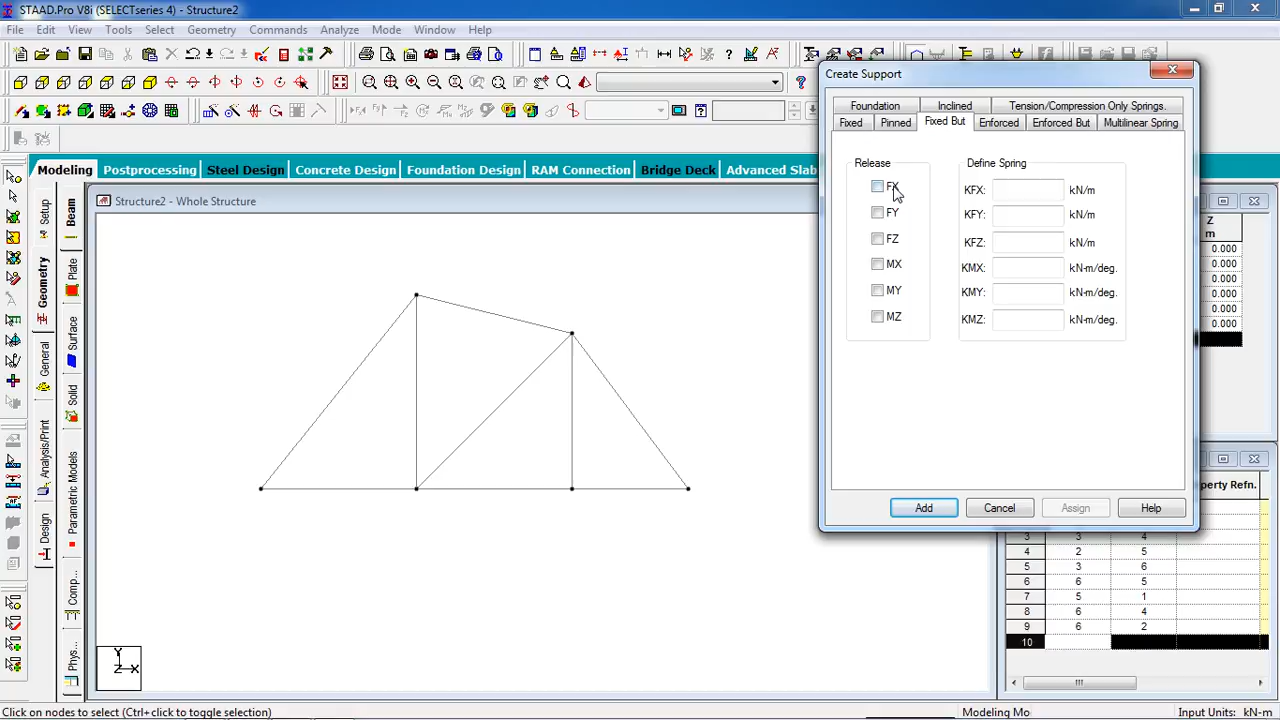 STAAD.Pro V8i (SELECTseries 4) - Structure2
File Edit View Tools Select Geometry Commands Analyze Mode Window Help
Create Support
Foundation Inclined Tension/Compression Only Springs.
Fixed Pinned Fixed But Enforced Enforced But Multilinear Spring
Modeling Postprocessing Steel Design Concrete Design Foundation Design RAM Connection Bridge Deck Advanced Slab
Structure2 - Whole Structure
Release Define Spring
FX KFX: kN/m
FY KFY: kN/m
FZ KFZ: kN/m
MX KMX: kN-m/deg.
MY KMY: kN-m/deg.
MZ KMZ: kN-m/deg.
Add Cancel Assign Help
Setup
Geometry
General
Analysis/Print
Design
Beam
Plate
Surface
Solid
Parametric Models
Comp...
Phys...
Z
m
0.000
0.000
0.000
0.000
0.000
0.000
roperty Refn.
3 3 4
4 2 5
5 3 6
6 6 5
7 5 1
8 6 4
9 6 2
10
Y
Z X
Click on nodes to select (Ctrl+click to toggle selection) Modeling Mo Input Units: kN-m